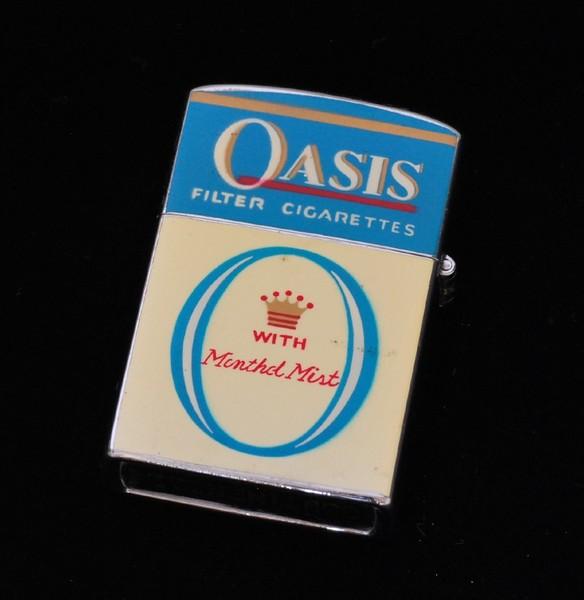 OASIS
FILTER CIGARETTES
O
WITH
Menthol Mist